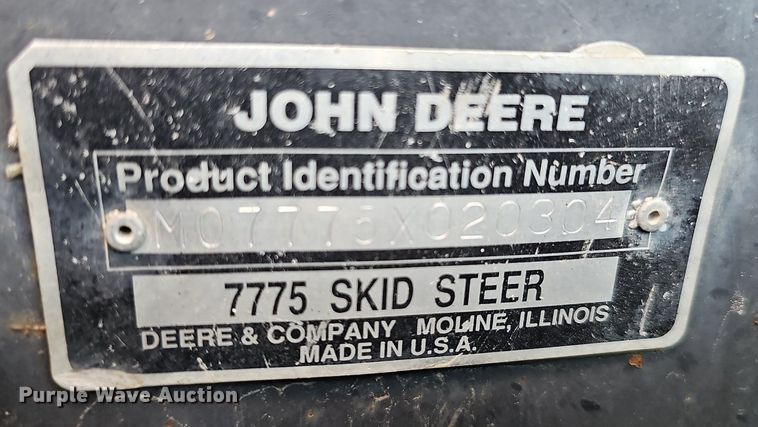 JOHN DEERE
Product Identification Number
M07775X020304
7775 SKID STEER
DEERE & COMPANY MOLINE, ILLINOIS
MADE IN U.S.A.
Purple Wave Auction